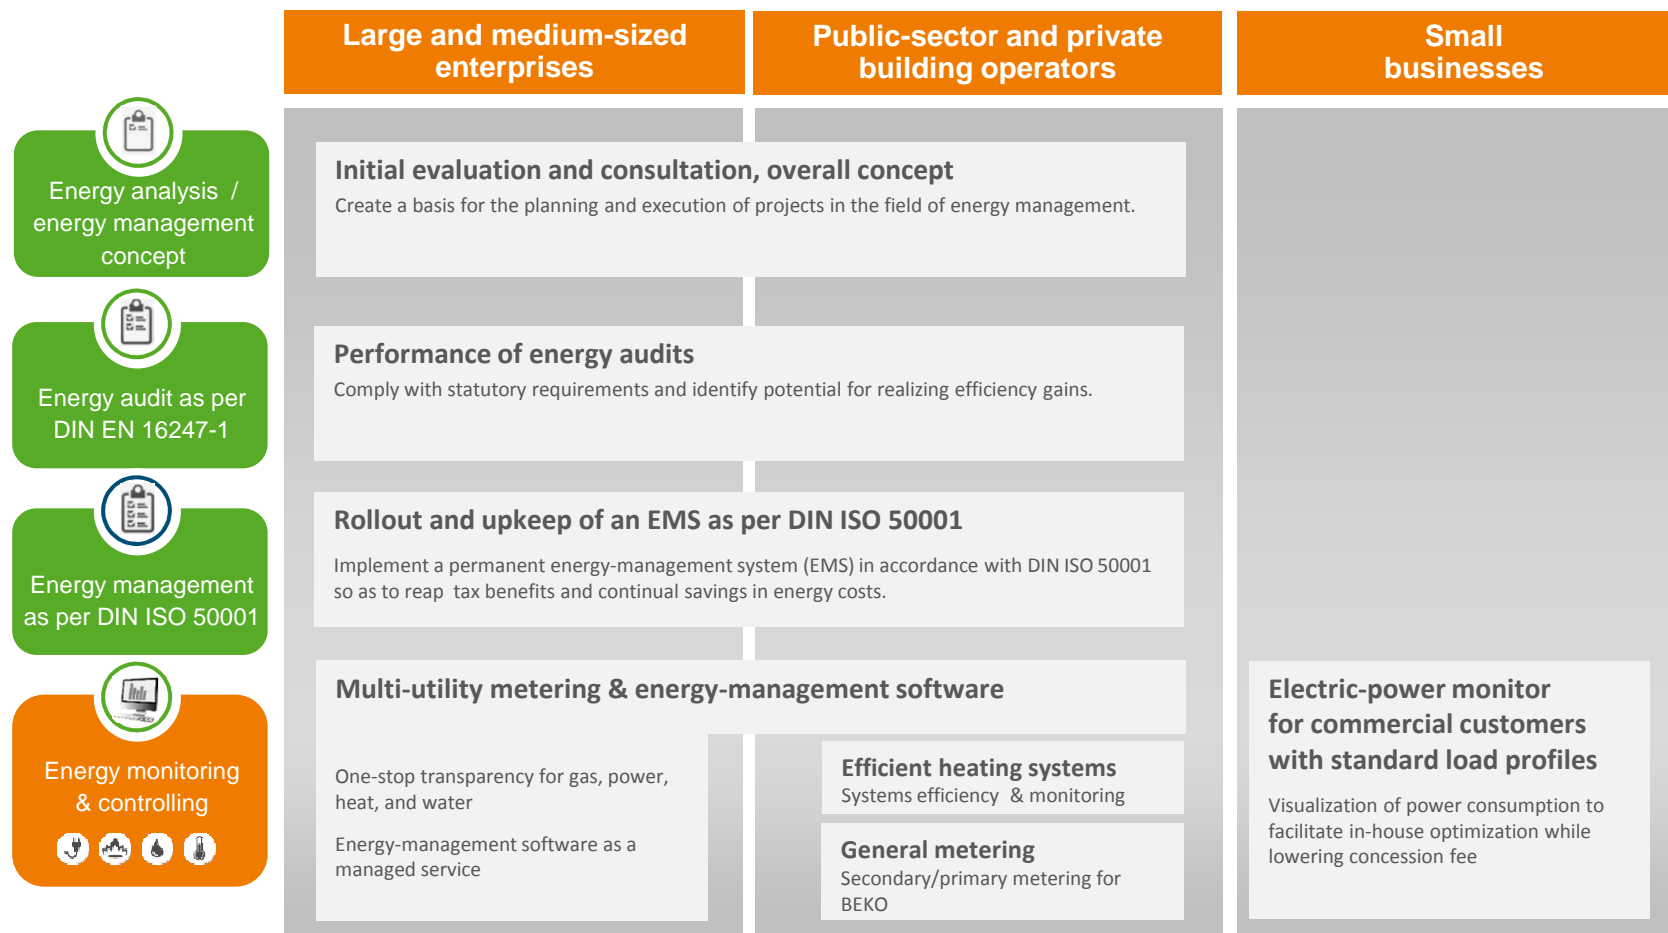 Large and medium-sized
enterprises
Public-sector and private
building operators
Small
businesses
Energy analysis /
energy management
concept
Initial evaluation and consultation, overall concept
Create a basis for the planning and execution of projects in the field of energy management.
Energy audit as per
DIN EN 16247-1
Performance of energy audits
Comply with statutory requirements and identify potential for realizing efficiency gains.
Energy management
as per DIN ISO 50001
Rollout and upkeep of an EMS as per DIN ISO 50001
Implement a permanent energy-management system (EMS) in accordance with DIN ISO 50001
so as to reap tax benefits and continual savings in energy costs.
Energy monitoring
& controlling
Multi-utility metering & energy-management software
One-stop transparency for gas, power,
heat, and water
Energy-management software as a
managed service
Efficient heating systems
Systems efficiency & monitoring
General metering
Secondary/primary metering for
BEKO
Electric-power monitor
for commercial customers
with standard load profiles
Visualization of power consumption to
facilitate in-house optimization while
lowering concession fee